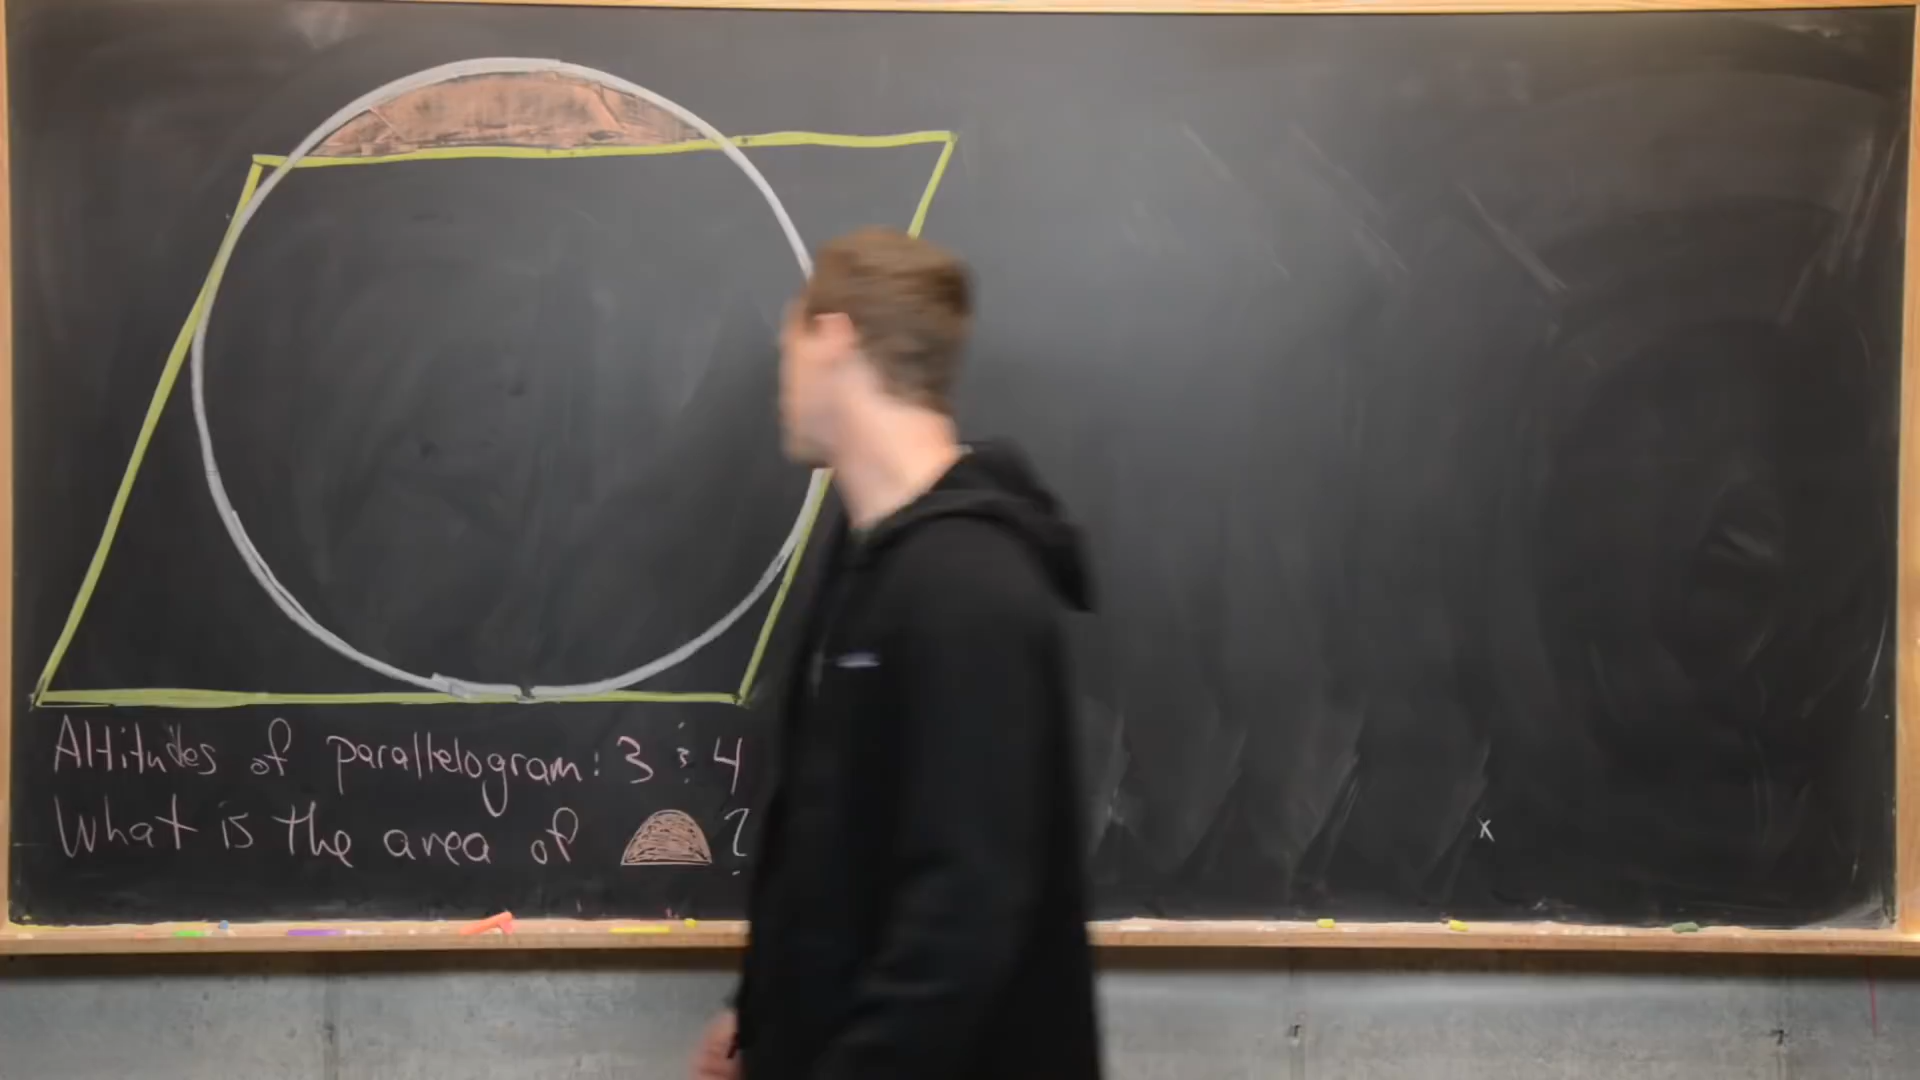 Altitudes of parallelogram: 3 & 4
What is the area of ?
x